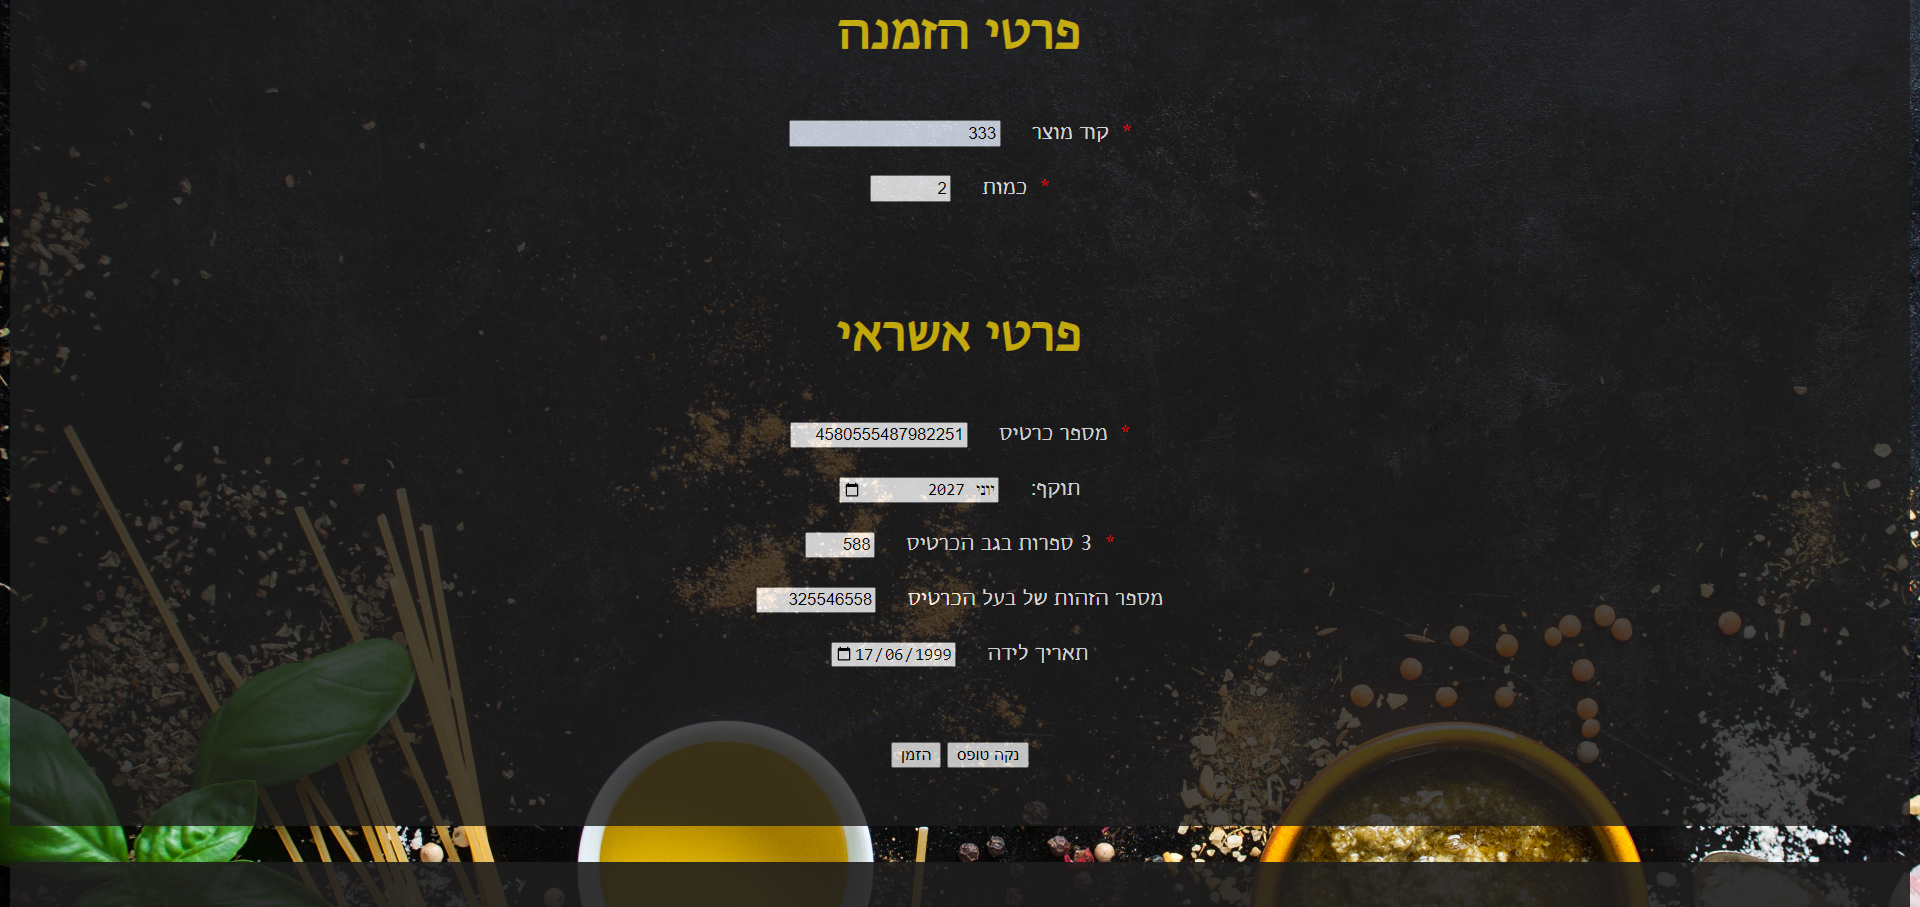 פרטי הזמנה
* קוד מוצר 333
* כמות 2
פרטי אשראי
* מספר כרטיס 4580555487982251
תוקף: יוני 2027
* 3 ספרות בגב הכרטיס 588
מספר הזהות של בעל הכרטיס 325546558
תאריך לידה 17/06/1999
נקה טופס הזמן